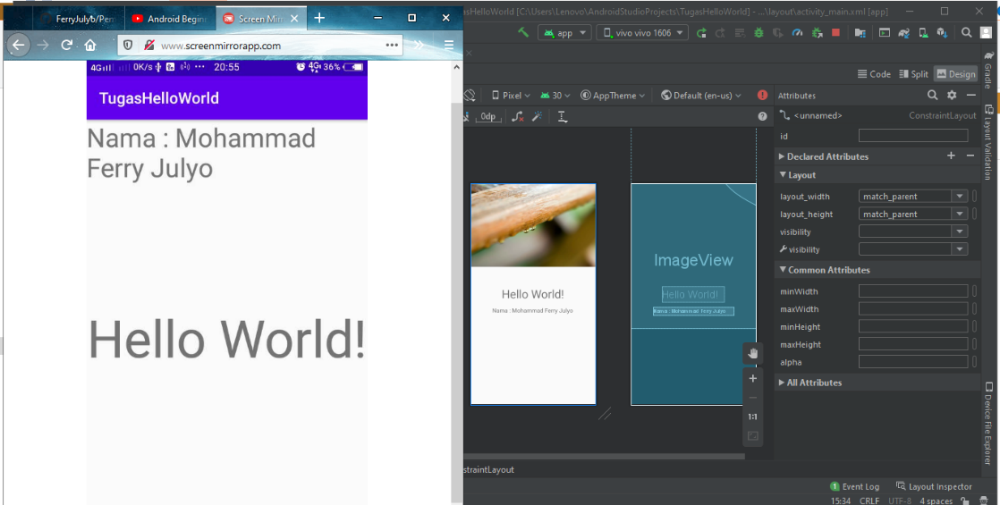 FerryJuly6/Pem
Android Begin
Screen Mir
www.screenmirrorapp.com
4G 0K/s 20:55 4G 36%
TugasHelloWorld
Nama : Mohammad
Ferry Julyo
Hello World!
asHelloWorld [C:\Users\Lenovo\AndroidStudioProjects\TugasHelloWorld] - ...\layout\activity_main.xml [app]
app
vivo vivo 1606
Code
Split
Design
Pixel
30
AppTheme
Default (en-us)
0dp
ImageView
Hello World!
Nama : Mohammad Ferry Julyo
Hello World!
Nama : Mohammad Ferry Julyo
1:1
Attributes
<unnamed> ConstraintLayout
id
Declared Attributes
Layout
layout_width match_parent
layout_height match_parent
visibility
visibility
Common Attributes
minWidth
maxWidth
minHeight
maxHeight
alpha
All Attributes
Gradle
Layout Validation
Device File Explorer
straintLayout
1 Event Log
Layout Inspector
15:34 CRLF UTF-8 4 spaces